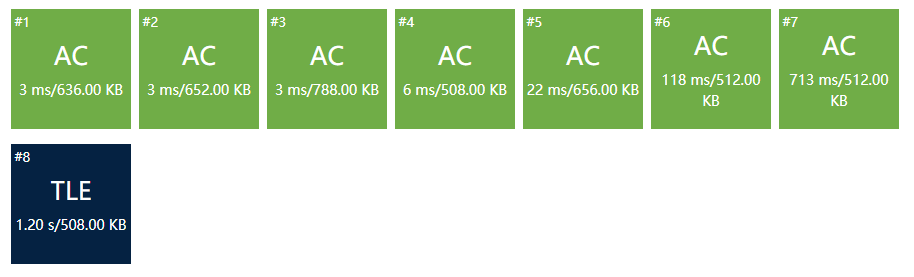 #1
AC
3 ms/636.00 KB
#2
AC
3 ms/652.00 KB
#3
AC
3 ms/788.00 KB
#4
AC
6 ms/508.00 KB
#5
AC
22 ms/656.00 KB
#6
AC
118 ms/512.00
KB
#7
AC
713 ms/512.00
KB
#8
TLE
1.20 s/508.00 KB